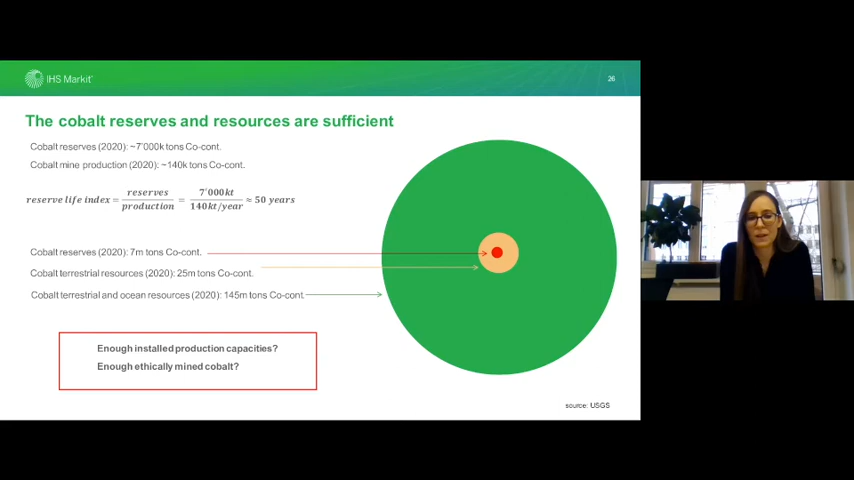 IHS Markit
26
The cobalt reserves and resources are sufficient
Cobalt reserves (2020): ~7'000k tons Co-cont.
Cobalt mine production (2020): ~140k tons Co-cont.
reserve life index = reserves / production = 7'000kt / 140kt/year ≈ 50 years
Cobalt reserves (2020): 7m tons Co-cont.
Cobalt terrestrial resources (2020): 25m tons Co-cont.
Cobalt terrestrial and ocean resources (2020): 145m tons Co-cont.
Enough installed production capacities?
Enough ethically mined cobalt?
source: USGS